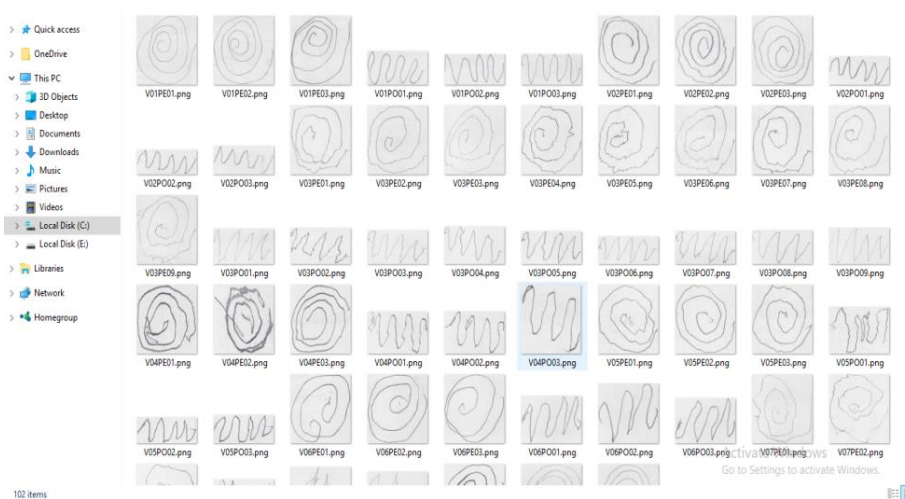 Quick access
OneDrive
This PC
3D Objects
Desktop
Documents
Downloads
Music
Pictures
Videos
Local Disk (C:)
Local Disk (E:)
Libraries
Network
Homegroup
V01PE01.png V01PE02.png V01PE03.png V01PO01.png V01PO02.png V01PO03.png V02PE01.png V02PE02.png V02PE03.png V02PO01.png
V02PO02.png V02PO03.png V03PE01.png V03PE02.png V03PE03.png V03PE04.png V03PE05.png V03PE06.png V03PE07.png V03PE08.png
V03PE09.png V03PO01.png V03PO02.png V03PO03.png V03PO04.png V03PO05.png V03PO06.png V03PO07.png V03PO08.png V03PO09.png
V04PE01.png V04PE02.png V04PE03.png V04PO01.png V04PO02.png V04PO03.png V05PE01.png V05PE02.png V05PE03.png V05PO01.png
V05PO02.png V05PO03.png V06PE01.png V06PE02.png V06PE03.png V06PO01.png V06PO02.png V06PO03.png V07PE01.png V07PE02.png
Activate Windows
Go to Settings to activate Windows.
102 items